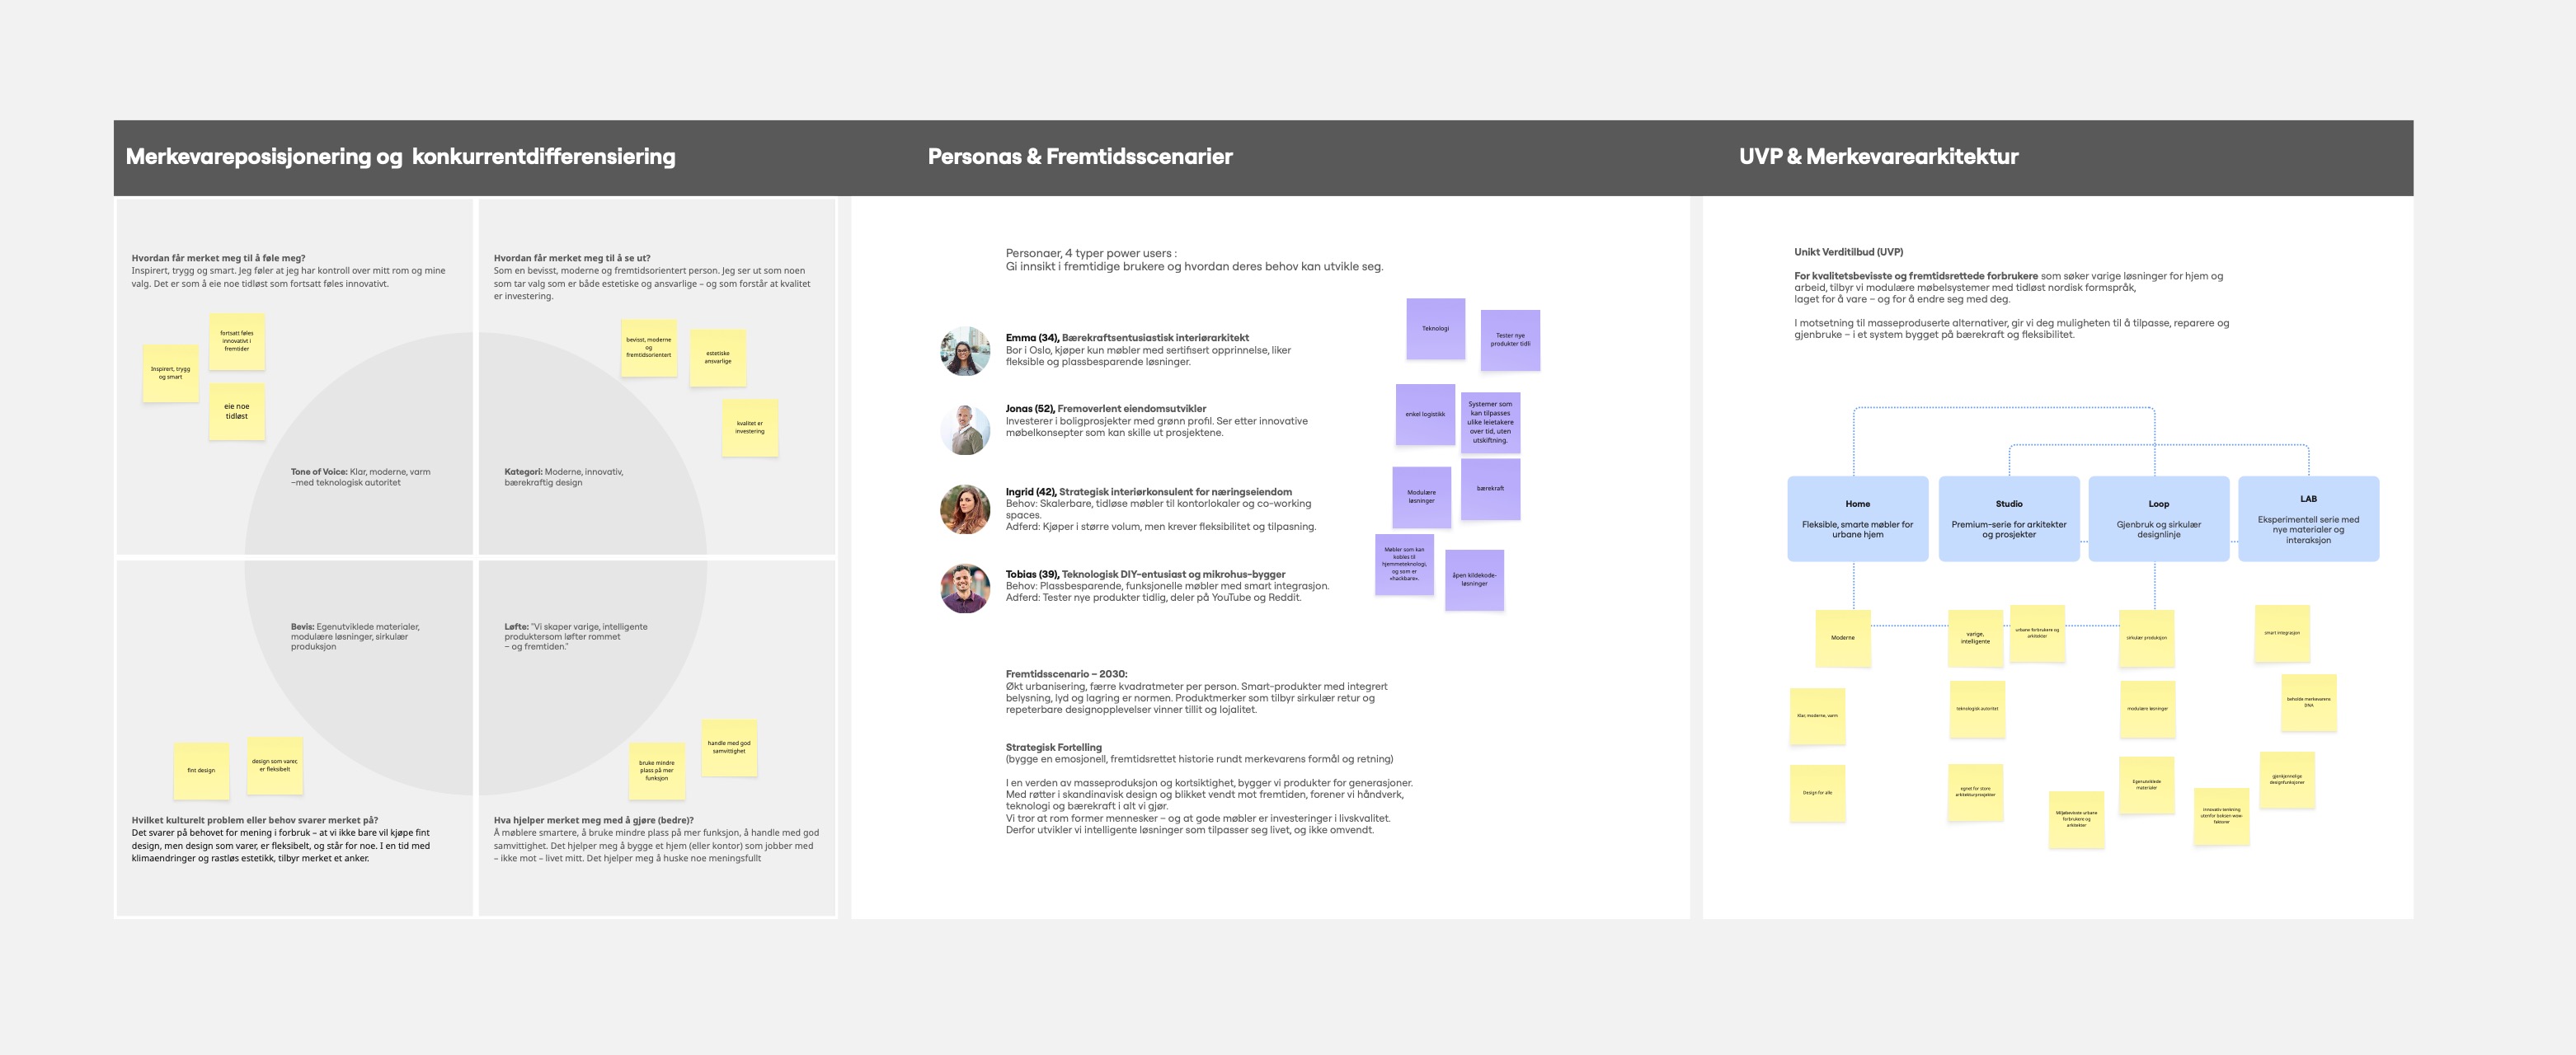 Merkevareposisjonering og  konkurrentdifferensiering
Personas & Fremtidsscenarier
UVP & Merkevarearkitektur
Hvordan får merket meg til å føle meg?
Inspirert, trygg og smart. Jeg føler at jeg har kontroll over mitt rom og mine
valg. Det er som å eie noe tidløst som fortsatt føles innovativt.
fortsatt føles
innovativt i
fremtider
Inspirert, trygg
og smart
eie noe
tidløst
Tone of Voice: Klar, moderne, varm
–med teknologisk autoritet
Hvordan får merket meg til å se ut?
Som en bevisst, moderne og fremtidsorientert person. Jeg ser ut som noen
som tar valg som er både estetiske og ansvarlige – og som forstår at kvalitet
er investering.
bevisst, moderne
og
fremtidsorientert
estetiske
ansvarlige
kvalitet er
investering
Kategori: Moderne, innovativ,
bærekraftig design
Bevis: Egenutviklede materialer,
modulære løsninger, sirkulær
produksjon
fint design
design som varer,
er fleksibelt
Hvilket kulturelt problem eller behov svarer merket på?
Det svarer på behovet for mening i forbruk – at vi ikke bare vil kjøpe fint
design, men design som varer, er fleksibelt, og står for noe. I en tid med
klimaendringer og rastløs estetikk, tilbyr merket et anker.
Løfte: "Vi skaper varige, intelligente
produktersom løfter rommet
– og fremtiden."
bruke mindre
plass på mer
funksjon
handle med god
samvittighet
Hva hjelper merket meg med å gjøre (bedre)?
Å møblere smartere, å bruke mindre plass på mer funksjon, å handle med god
samvittighet. Det hjelper meg å bygge et hjem (eller kontor) som jobber med
– ikke mot – livet mitt. Det hjelper meg å huske noe meningsfullt
Personaer, 4 typer power users :
Gi innsikt i fremtidige brukere og hvordan deres behov kan utvikle seg.
Emma (34), Bærekraftsentusiastisk interiørarkitekt
Bor i Oslo, kjøper kun møbler med sertifisert opprinnelse, liker
fleksible og plassbesparende løsninger.
Teknologi
Tester nye
produkter tidli
Jonas (52), Fremoverlent eiendomsutvikler
Investerer i boligprosjekter med grønn profil. Ser etter innovative
møbelkonsepter som kan skille ut prosjektene.
enkel logistikk
Systemer som
kan tilpasses
ulike leietakere
over tid, uten
utskiftning.
Ingrid (42), Strategisk interiørkonsulent for næringseiendom
Behov: Skalerbare, tidløse møbler til kontorlokaler og co-working
spaces.
Adferd: Kjøper i større volum, men krever fleksibilitet og tilpasning.
Modulære
løsninger
bærekraft
Tobias (39), Teknologisk DIY-entusiast og mikrohus-bygger
Behov: Plassbesparende, funksjonelle møbler med smart integrasjon.
Adferd: Tester nye produkter tidlig, deler på YouTube og Reddit.
Møbler som kan
kobles til
hjemmeteknologi,
og som er
«hackbare».
åpen kildekode-
løsninger
Fremtidsscenario – 2030:
Økt urbanisering, færre kvadratmeter per person. Smart-produkter med integrert
belysning, lyd og lagring er normen. Produktmerker som tilbyr sirkulær retur og
repeterbare designopplevelser vinner tillit og lojalitet.
Strategisk Fortelling
(bygge en emosjonell, fremtidsrettet historie rundt merkevarens formål og retning)
I en verden av masseproduksjon og kortsiktighet, bygger vi produkter for generasjoner.
Med røtter i skandinavisk design og blikket vendt mot fremtiden, forener vi håndverk,
teknologi og bærekraft i alt vi gjør.
Vi tror at rom former mennesker – og at gode møbler er investeringer i livskvalitet.
Derfor utvikler vi intelligente løsninger som tilpasser seg livet, og ikke omvendt.
Unikt Verditilbud (UVP)
For kvalitetsbevisste og fremtidsrettede forbrukere som søker varige løsninger for hjem og
arbeid, tilbyr vi modulære møbelsystemer med tidløst nordisk formspråk,
laget for å vare – og for å endre seg med deg.
I motsetning til masseproduserte alternativer, gir vi deg muligheten til å tilpasse, reparere og
gjenbruke – i et system bygget på bærekraft og fleksibilitet.
Home
Fleksible, smarte møbler for
urbane hjem
Studio
Premium-serie for arkitekter
og prosjekter
Loop
Gjenbruk og sirkulær
designlinje
LAB
Eksperimentell serie med
nye materialer og
interaksjon
Moderne
varige,
intelligente
urbane forbrukere og
arkitekter
sirkulær produksjon
smart integrasjon
klar, moderne, varm
teknologisk autoritet
modulære løsninger
beholde merkevarens
DNA
Design for alle
egnet for store
arkitekturprosjekter
Miljøbevisste urbane
forbrukere og
arkitekter
Egenutviklede
materialer
innovativ tenkning
utenfor boksen wow-
faktorer
gjenkjennelige
designfunksjoner